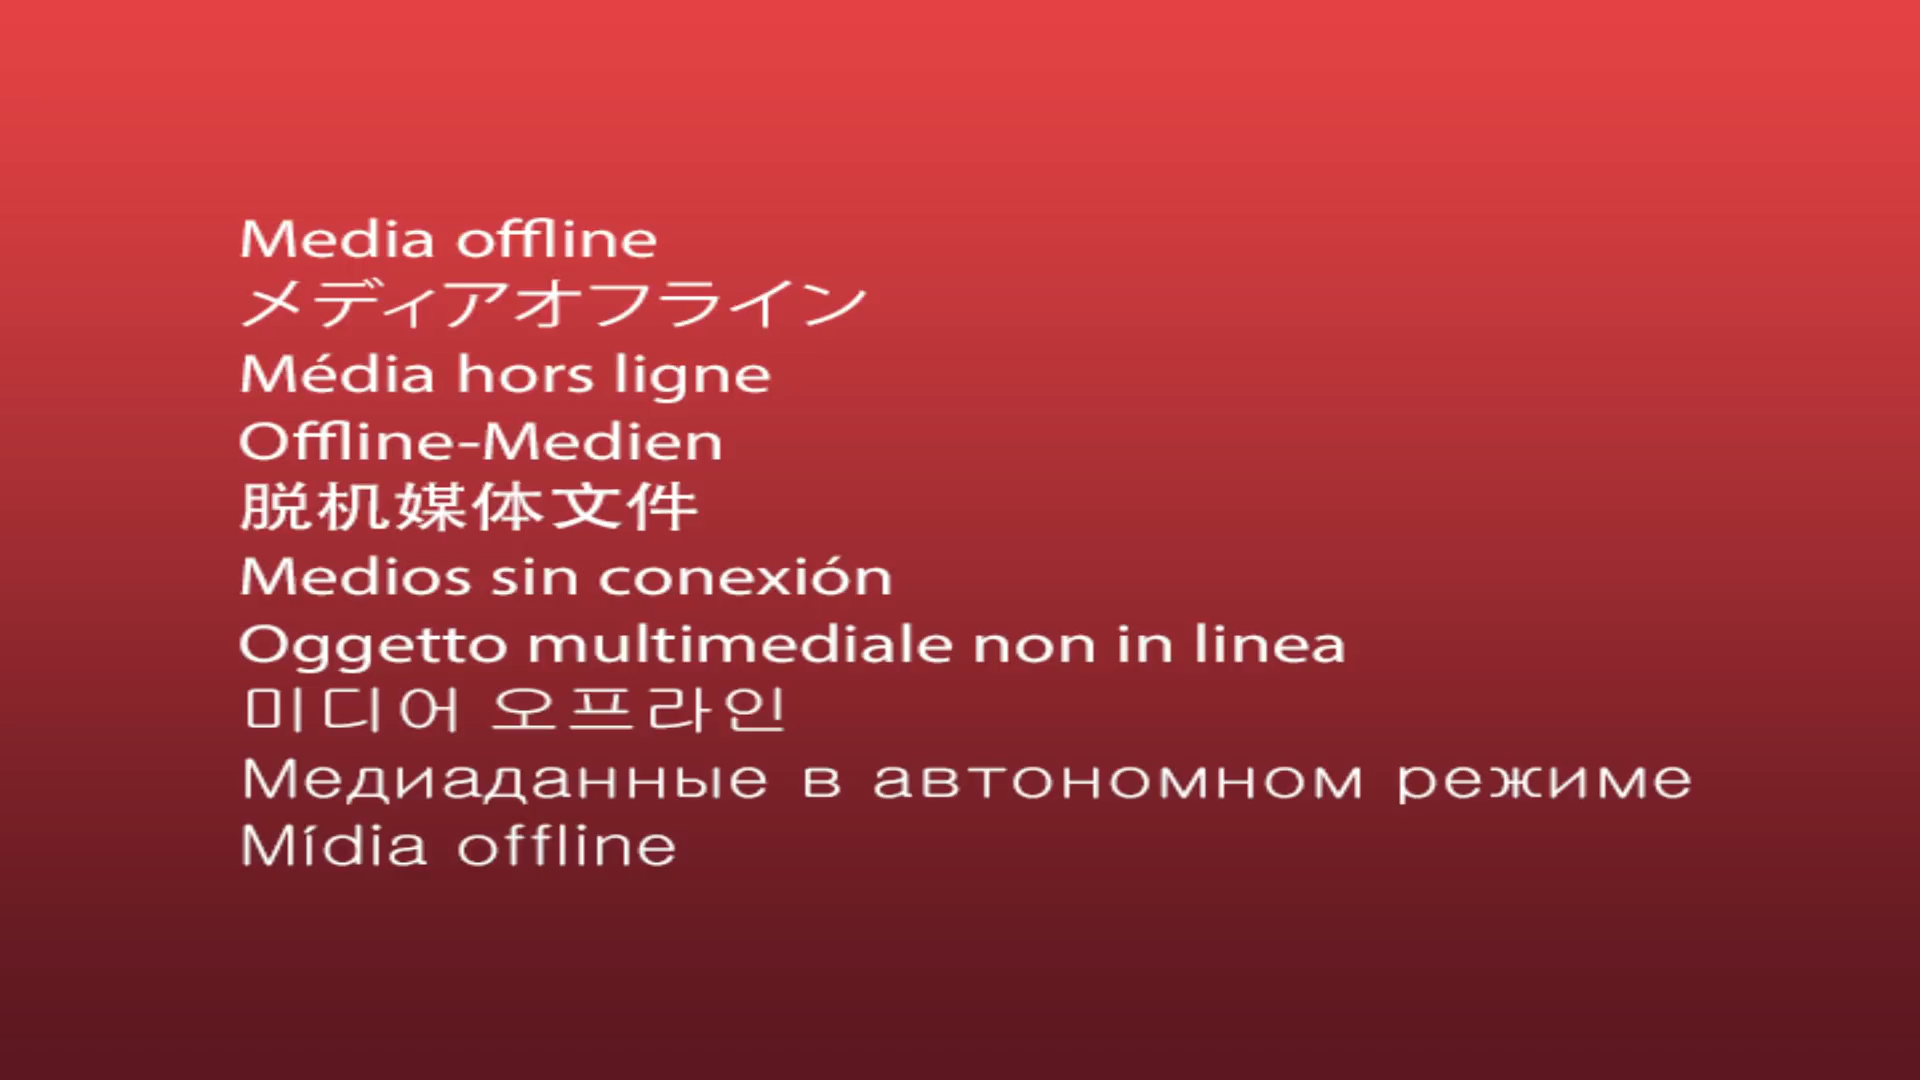 Media offline
メディアオフライン
Média hors ligne
Offline-Medien
脱机媒体文件
Medios sin conexión
Oggetto multimediale non in linea
미디어 오프라인
Медиаданные в автономном режиме
Mídia offline